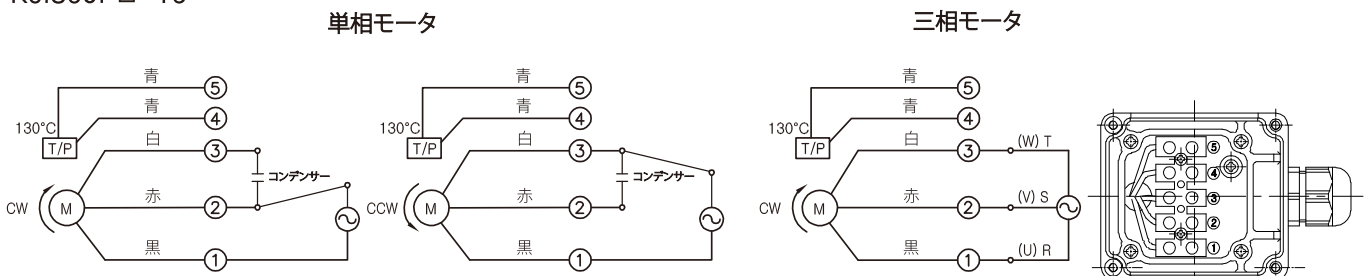 単相モータ
三相モータ
青
⑤
青
④
130°C
T/P
白
③
コンデンサー
CW
M
赤
②
黒
①
青
⑤
青
④
130°C
T/P
白
③
コンデンサー
CCW
M
赤
②
黒
①
青
⑤
青
④
130°C
T/P
白
③
(W) T
CW
M
赤
②
(V) S
黒
①
(U) R
⑤
④
③
②
①